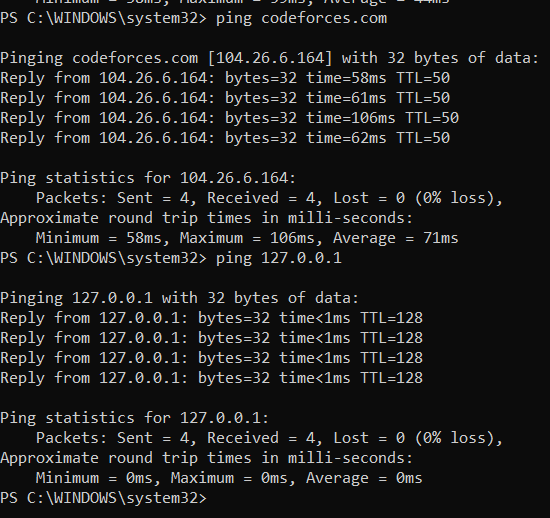 PS C:\WINDOWS\system32> ping codeforces.com
Pinging codeforces.com [104.26.6.164] with 32 bytes of data:
Reply from 104.26.6.164: bytes=32 time=58ms TTL=50
Reply from 104.26.6.164: bytes=32 time=61ms TTL=50
Reply from 104.26.6.164: bytes=32 time=106ms TTL=50
Reply from 104.26.6.164: bytes=32 time=62ms TTL=50
Ping statistics for 104.26.6.164:
Packets: Sent = 4, Received = 4, Lost = 0 (0% loss),
Approximate round trip times in milli-seconds:
Minimum = 58ms, Maximum = 106ms, Average = 71ms
PS C:\WINDOWS\system32> ping 127.0.0.1
Pinging 127.0.0.1 with 32 bytes of data:
Reply from 127.0.0.1: bytes=32 time<1ms TTL=128
Reply from 127.0.0.1: bytes=32 time<1ms TTL=128
Reply from 127.0.0.1: bytes=32 time<1ms TTL=128
Reply from 127.0.0.1: bytes=32 time<1ms TTL=128
Ping statistics for 127.0.0.1:
Packets: Sent = 4, Received = 4, Lost = 0 (0% loss),
Approximate round trip times in milli-seconds:
Minimum = 0ms, Maximum = 0ms, Average = 0ms
PS C:\WINDOWS\system32>